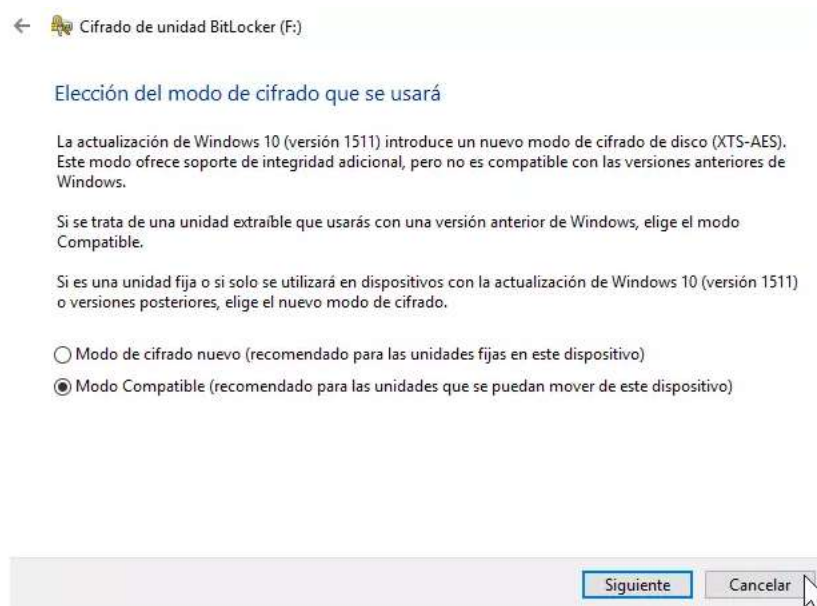 Cifrado de unidad BitLocker (F:)
Elección del modo de cifrado que se usará
La actualización de Windows 10 (versión 1511) introduce un nuevo modo de cifrado de disco (XTS-AES).
Este modo ofrece soporte de integridad adicional, pero no es compatible con las versiones anteriores de
Windows.
Si se trata de una unidad extraíble que usarás con una versión anterior de Windows, elige el modo
Compatible.
Si es una unidad fija o si solo se utilizará en dispositivos con la actualización de Windows 10 (versión 1511)
o versiones posteriores, elige el nuevo modo de cifrado.
Modo de cifrado nuevo (recomendado para las unidades fijas en este dispositivo)
Modo Compatible (recomendado para las unidades que se puedan mover de este dispositivo)
Siguiente Cancelar